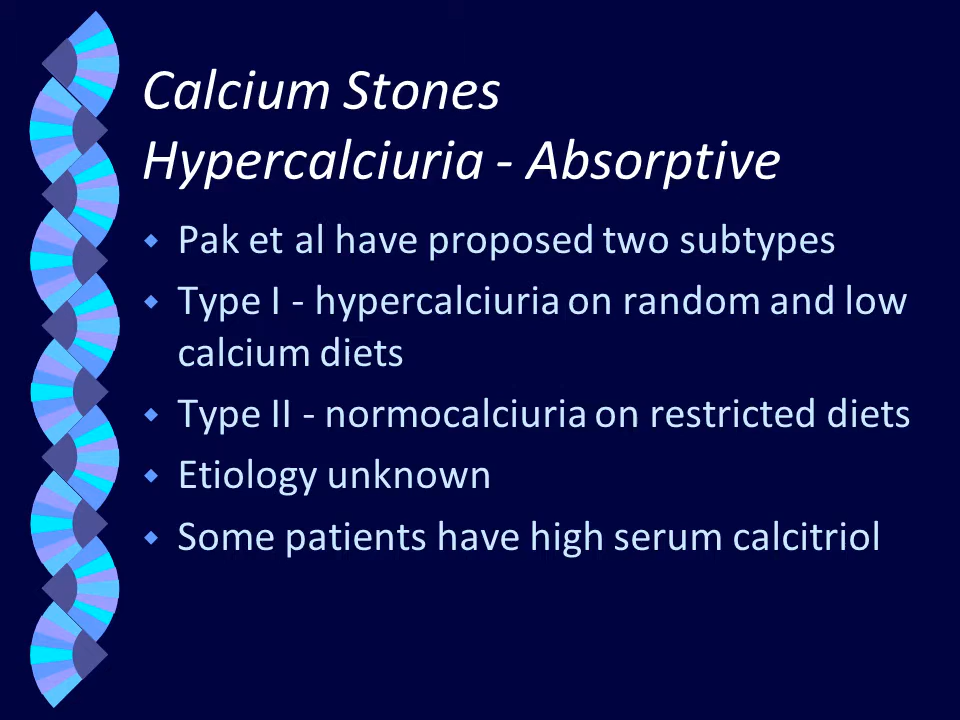 Calcium Stones
Hypercalciuria - Absorptive
Pak et al have proposed two subtypes
Type I - hypercalciuria on random and low
calcium diets
Type II - normocalciuria on restricted diets
Etiology unknown
Some patients have high serum calcitriol